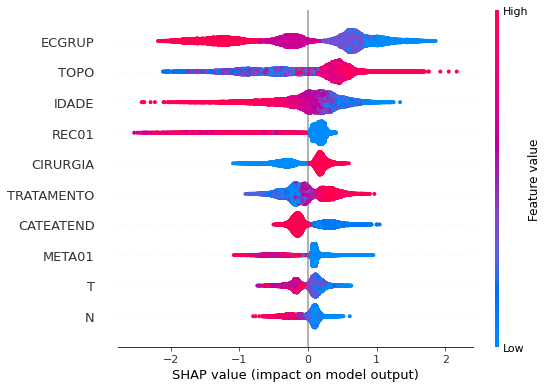 High
ECGRUP
TOPO
IDADE
REC01
CIRURGIA
TRATAMENTO
CATEATEND
META01
T
N
Feature value
Low
−2 −1 0 1 2
SHAP value (impact on model output)